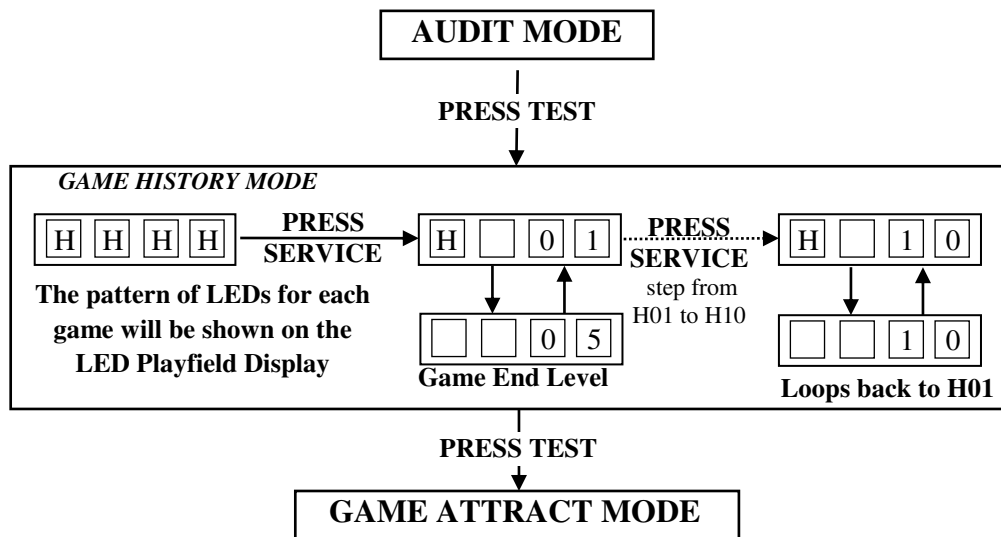 AUDIT MODE
PRESS TEST
GAME HISTORY MODE
H H H H
PRESS
SERVICE
H 0 1
PRESS
SERVICE
step from
H01 to H10
H 1 0
The pattern of LEDs for each
game will be shown on the
LED Playfield Display
0 5
Game End Level
1 0
Loops back to H01
PRESS TEST
GAME ATTRACT MODE